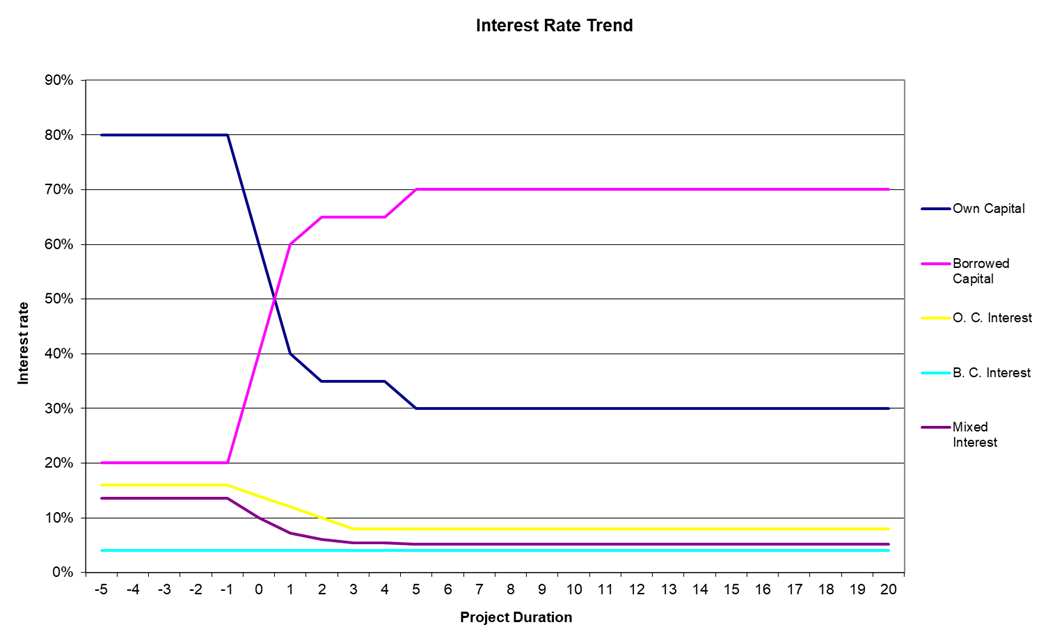 Interest Rate Trend
90%
80%
70%
60%
50%
40%
30%
20%
10%
0%
Interest rate
-5 -4 -3 -2 -1 0 1 2 3 4 5 6 7 8 9 10 11 12 13 14 15 16 17 18 19 20
Project Duration
Own Capital
Borrowed
Capital
O. C. Interest
B. C. Interest
Mixed
Interest